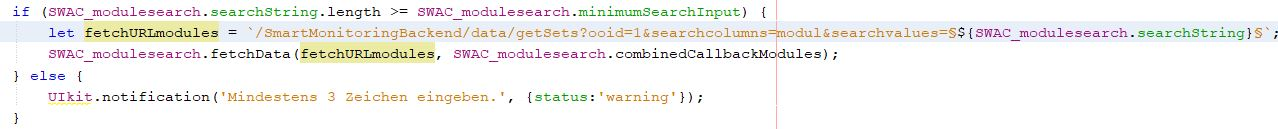 if (SWAC_modulesearch.searchString.length >= SWAC_modulesearch.minimumSearchInput) {
let fetchURLmodules = `/SmartMonitoringBackend/data/getSets?ooid=1&searchcolumns=modul&searchvalues=§${SWAC_modulesearch.searchString}§`;
SWAC_modulesearch.fetchData(fetchURLmodules, SWAC_modulesearch.combinedCallbackModules);
} else {
UIkit.notification('Mindestens 3 Zeichen eingeben.', {status:'warning'});
}